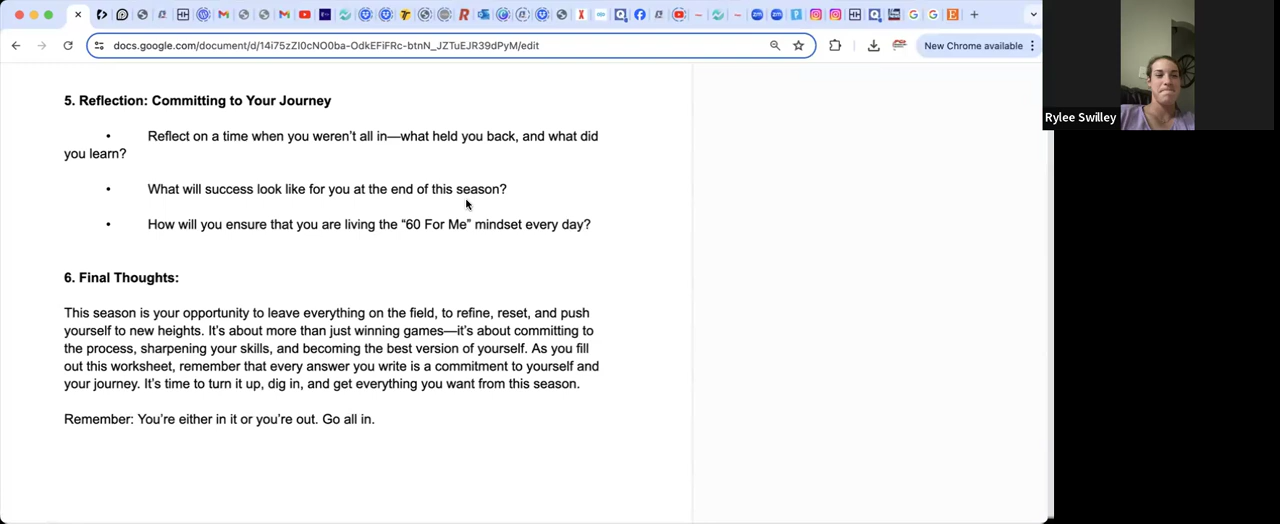 docs.google.com/document/d/14i75zZI0cNO0ba-OdkEFiFRc-btnN_JZTuEJR39dPyM/edit
New Chrome available
Rylee Swilley
5. Reflection: Committing to Your Journey
• Reflect on a time when you weren’t all in—what held you back, and what did
you learn?
• What will success look like for you at the end of this season?
• How will you ensure that you are living the “60 For Me” mindset every day?
6. Final Thoughts:
This season is your opportunity to leave everything on the field, to refine, reset, and push
yourself to new heights. It’s about more than just winning games—it’s about committing to
the process, sharpening your skills, and becoming the best version of yourself. As you fill
out this worksheet, remember that every answer you write is a commitment to yourself and
your journey. It’s time to turn it up, dig in, and get everything you want from this season.
Remember: You’re either in it or you’re out. Go all in.